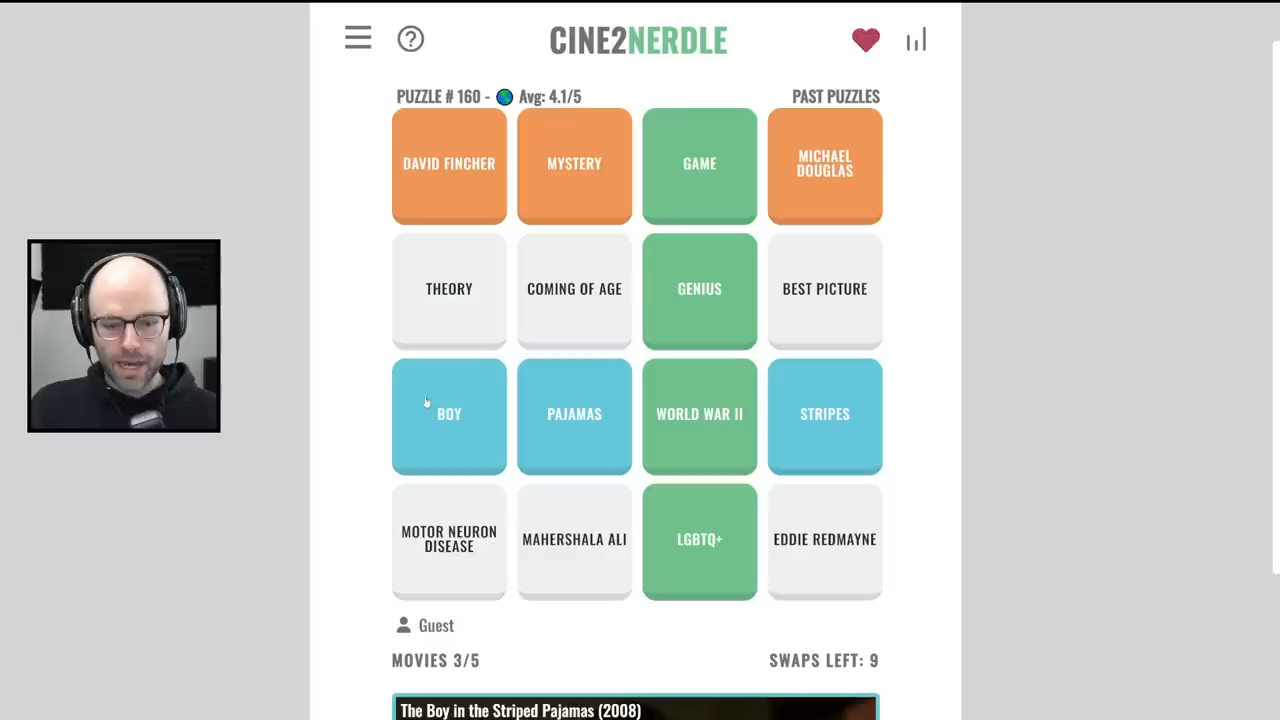 CINE2NERDLE
PUZZLE # 160 - Avg: 4.1/5
PAST PUZZLES
DAVID FINCHER
MYSTERY
GAME
MICHAEL
DOUGLAS
THEORY
COMING OF AGE
GENIUS
BEST PICTURE
BOY
PAJAMAS
WORLD WAR II
STRIPES
MOTOR NEURON
DISEASE
MAHERSHALA ALI
LGBTQ+
EDDIE REDMAYNE
Guest
MOVIES 3/5
SWAPS LEFT: 9
The Boy in the Striped Pajamas (2008)